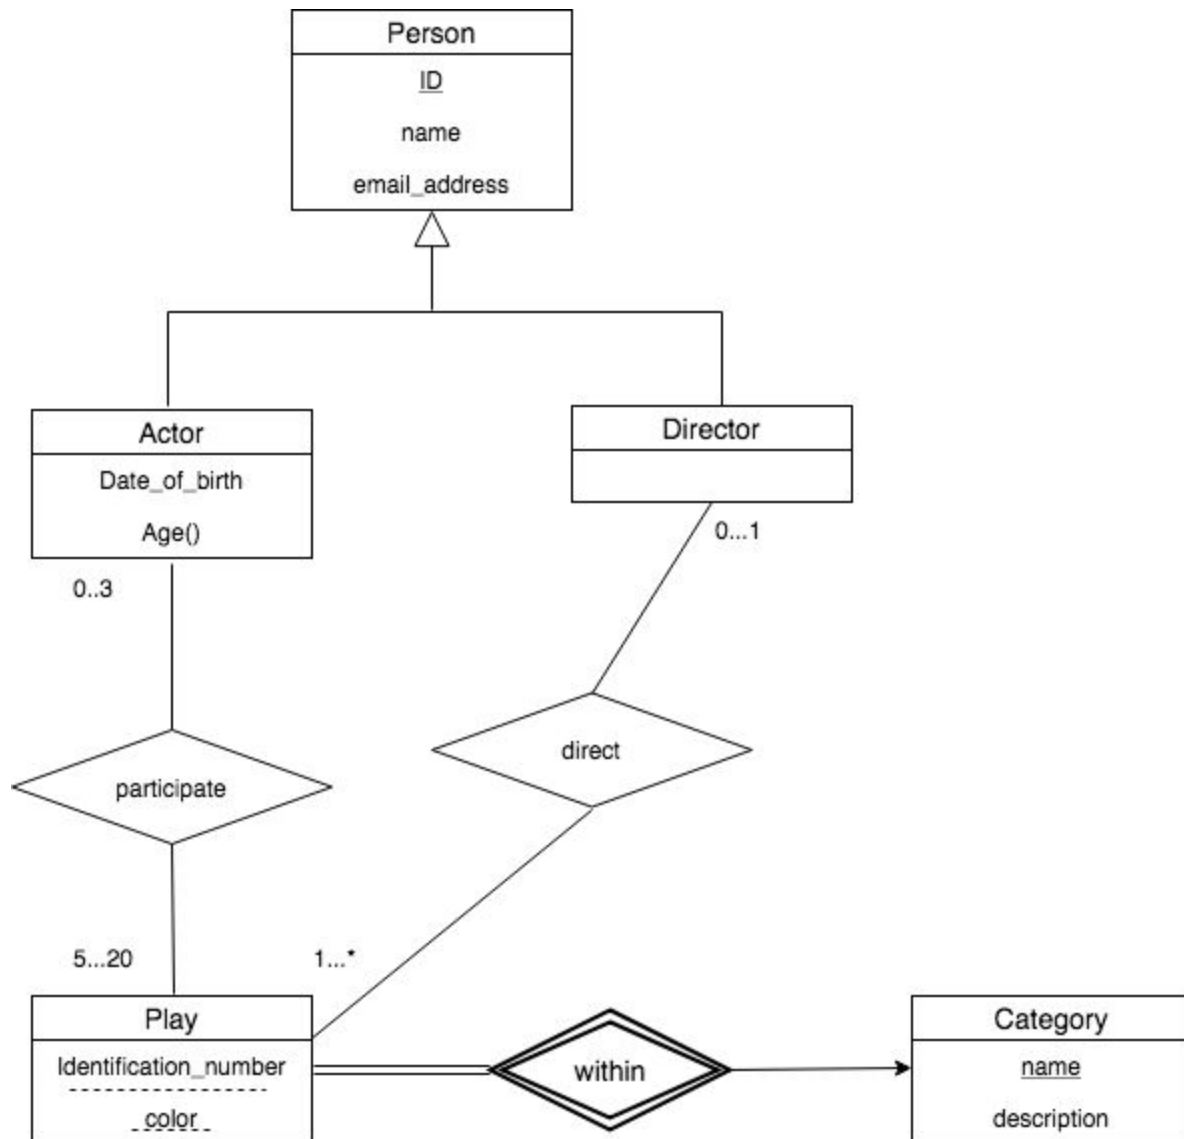 Person
ID
name
email_address
Actor
Date_of_birth
Age()
Director
0..3
0...1
participate
direct
5...20
1...*
Play
Identification_number
color
within
Category
name
description